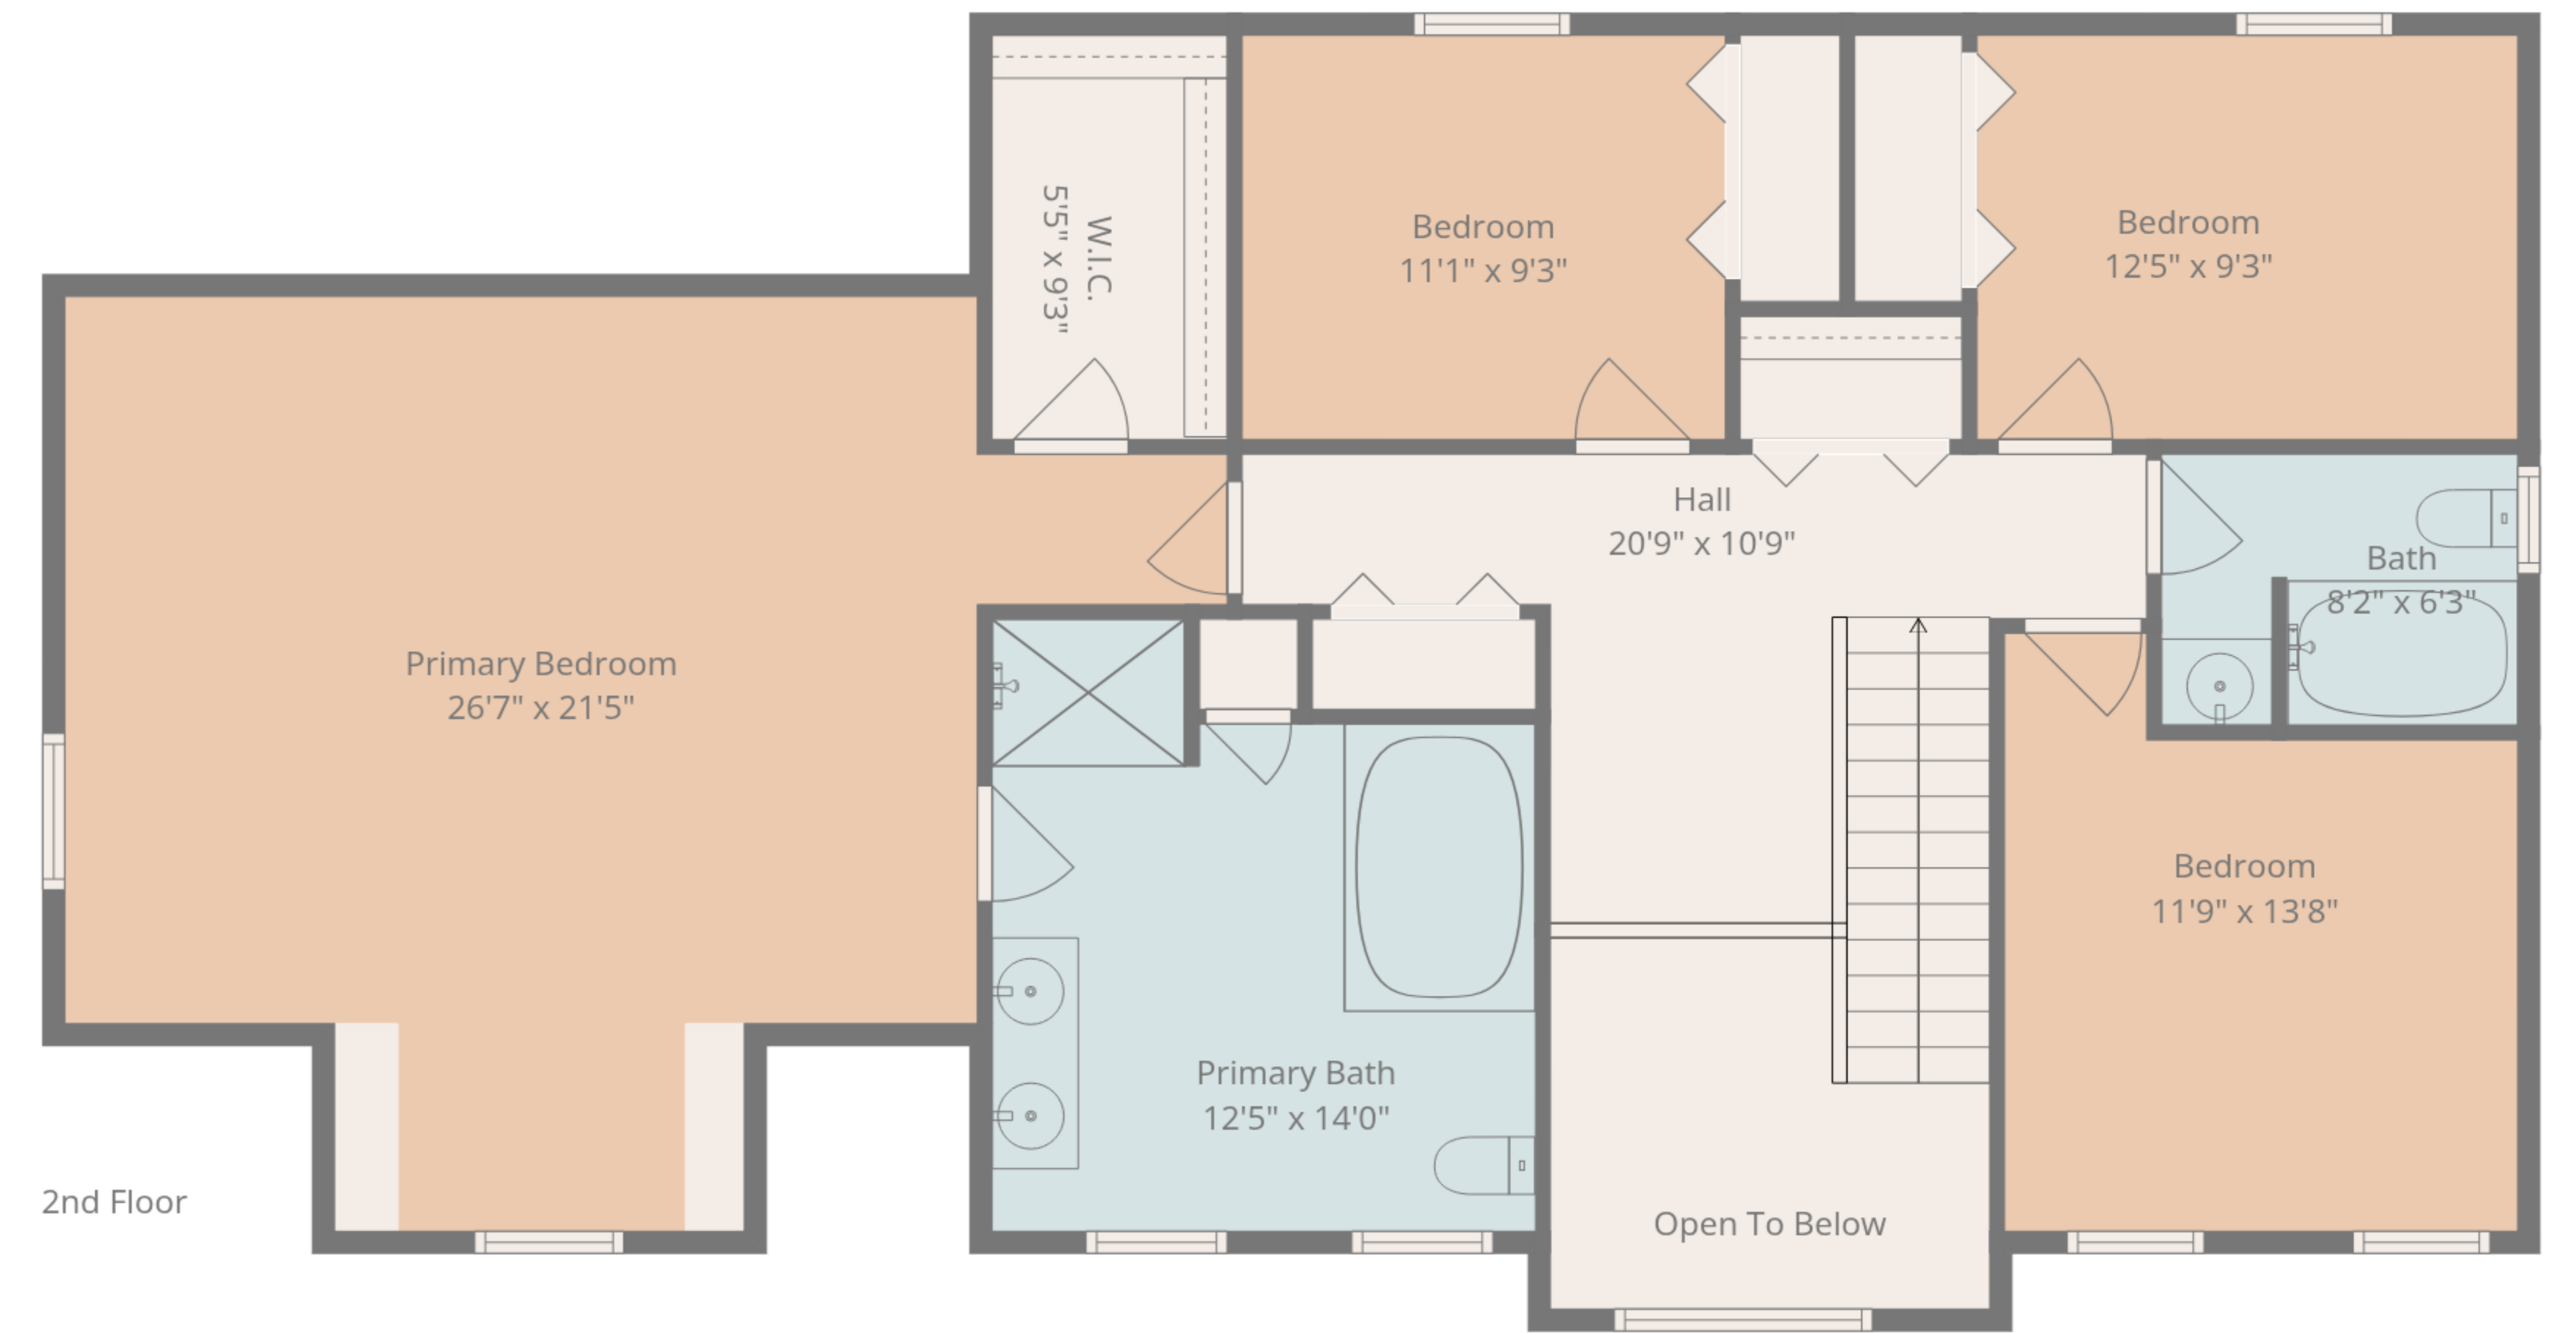 W.I.C.
5'5" x 9'3"
Bedroom
11'1" x 9'3"
Bedroom
12'5" x 9'3"
Hall
20'9" x 10'9"
Bath
8'2" x 6'3"
Primary Bedroom
26'7" x 21'5"
Bedroom
11'9" x 13'8"
Primary Bath
12'5" x 14'0"
Open To Below
2nd Floor